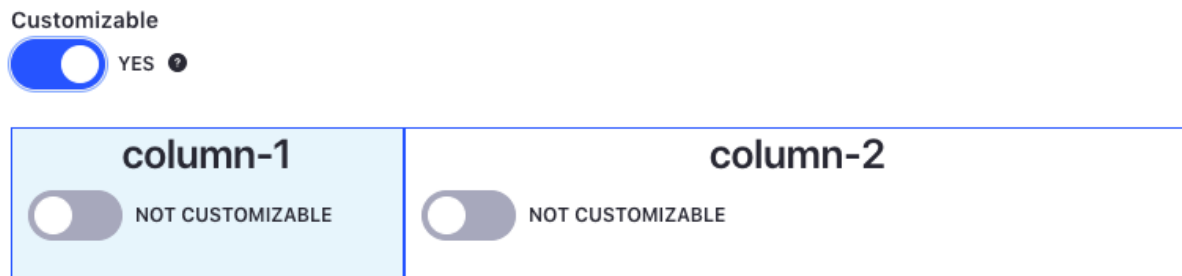 Customizable
YES ?
column-1 column-2
NOT CUSTOMIZABLE NOT CUSTOMIZABLE